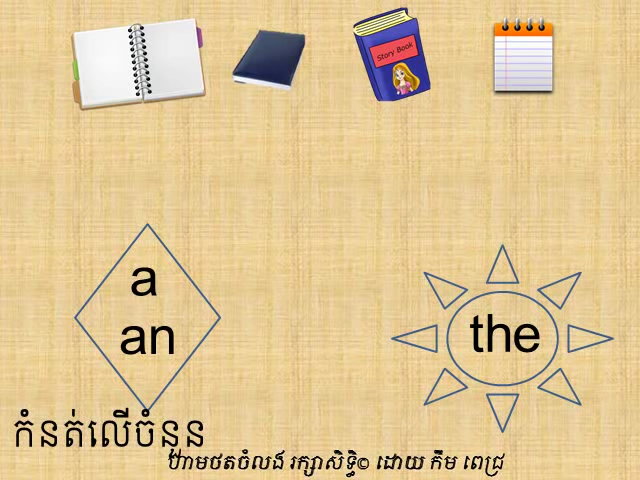 Story Book
a
an
the
កំនត់លើចំនួន
ហាមថតចំលង រក្សាសិទ្ធិ© ដោយ គឹម ពេជ្រ